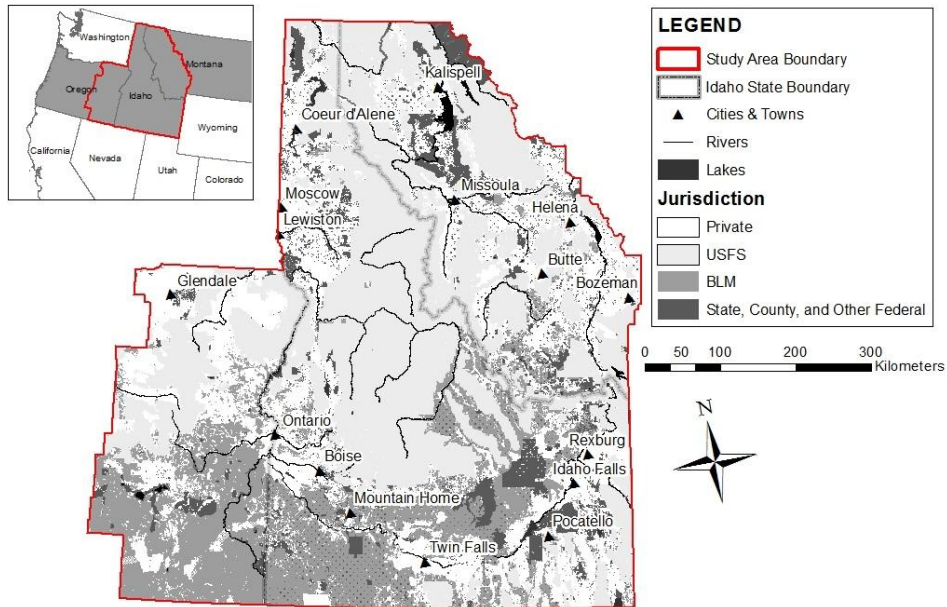 Washington
Montana
Oregon
Idaho
Wyoming
California
Nevada
Utah
Colorado
Kalispell
Coeur d'Alene
Missoula
Moscow
Lewiston
Helena
Butte
Bozeman
Glendale
Ontario
Boise
Rexburg
Idaho Falls
Mountain Home
Pocatello
Twin Falls
LEGEND
Study Area Boundary
Idaho State Boundary
Cities & Towns
Rivers
Lakes
Jurisdiction
Private
USFS
BLM
State, County, and Other Federal
0 50 100 200 300
Kilometers
N